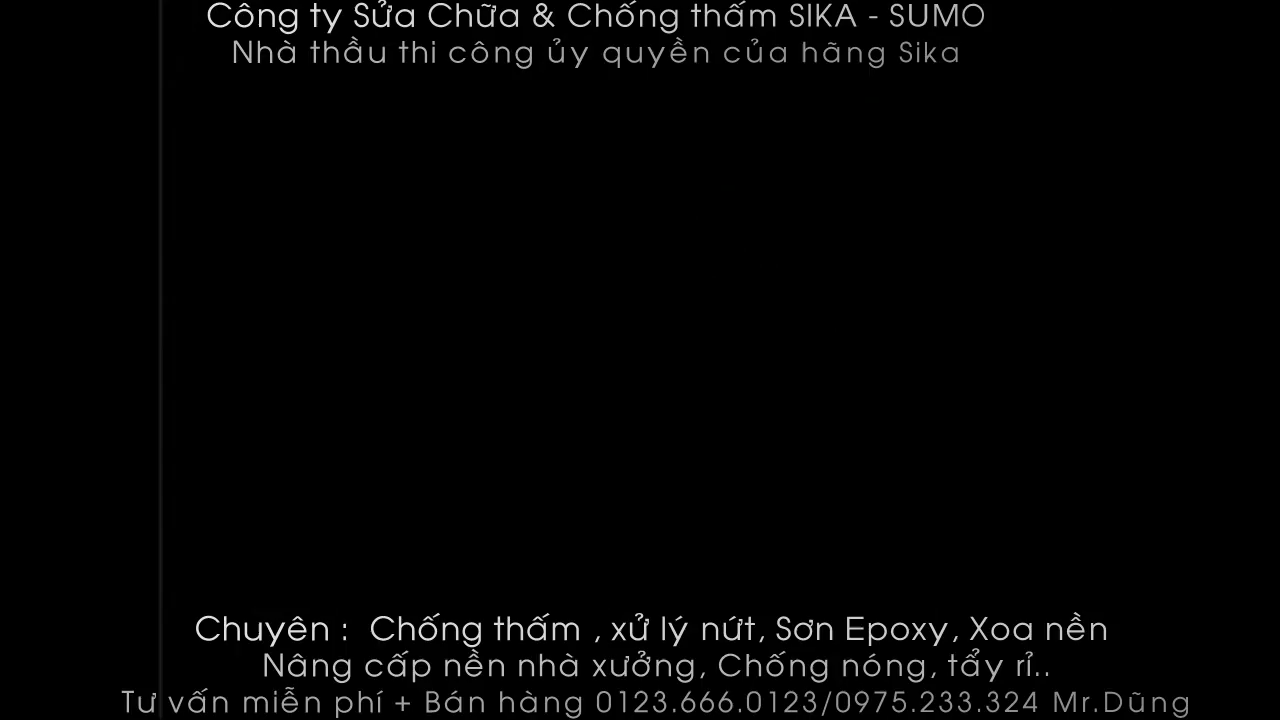 Công ty Sửa Chữa & Chống thấm SIKA - SUMO
Nhà thầu thi công ủy quyền của hãng Sika
Chuyên : Chống thấm , xử lý nứt, Sơn Epoxy, Xoa nền
Nâng cấp nền nhà xưởng, Chống nóng, tẩy rỉ..
Tư vấn miễn phí + Bán hàng 0123.666.0123/0975.233.324 Mr.Dũng